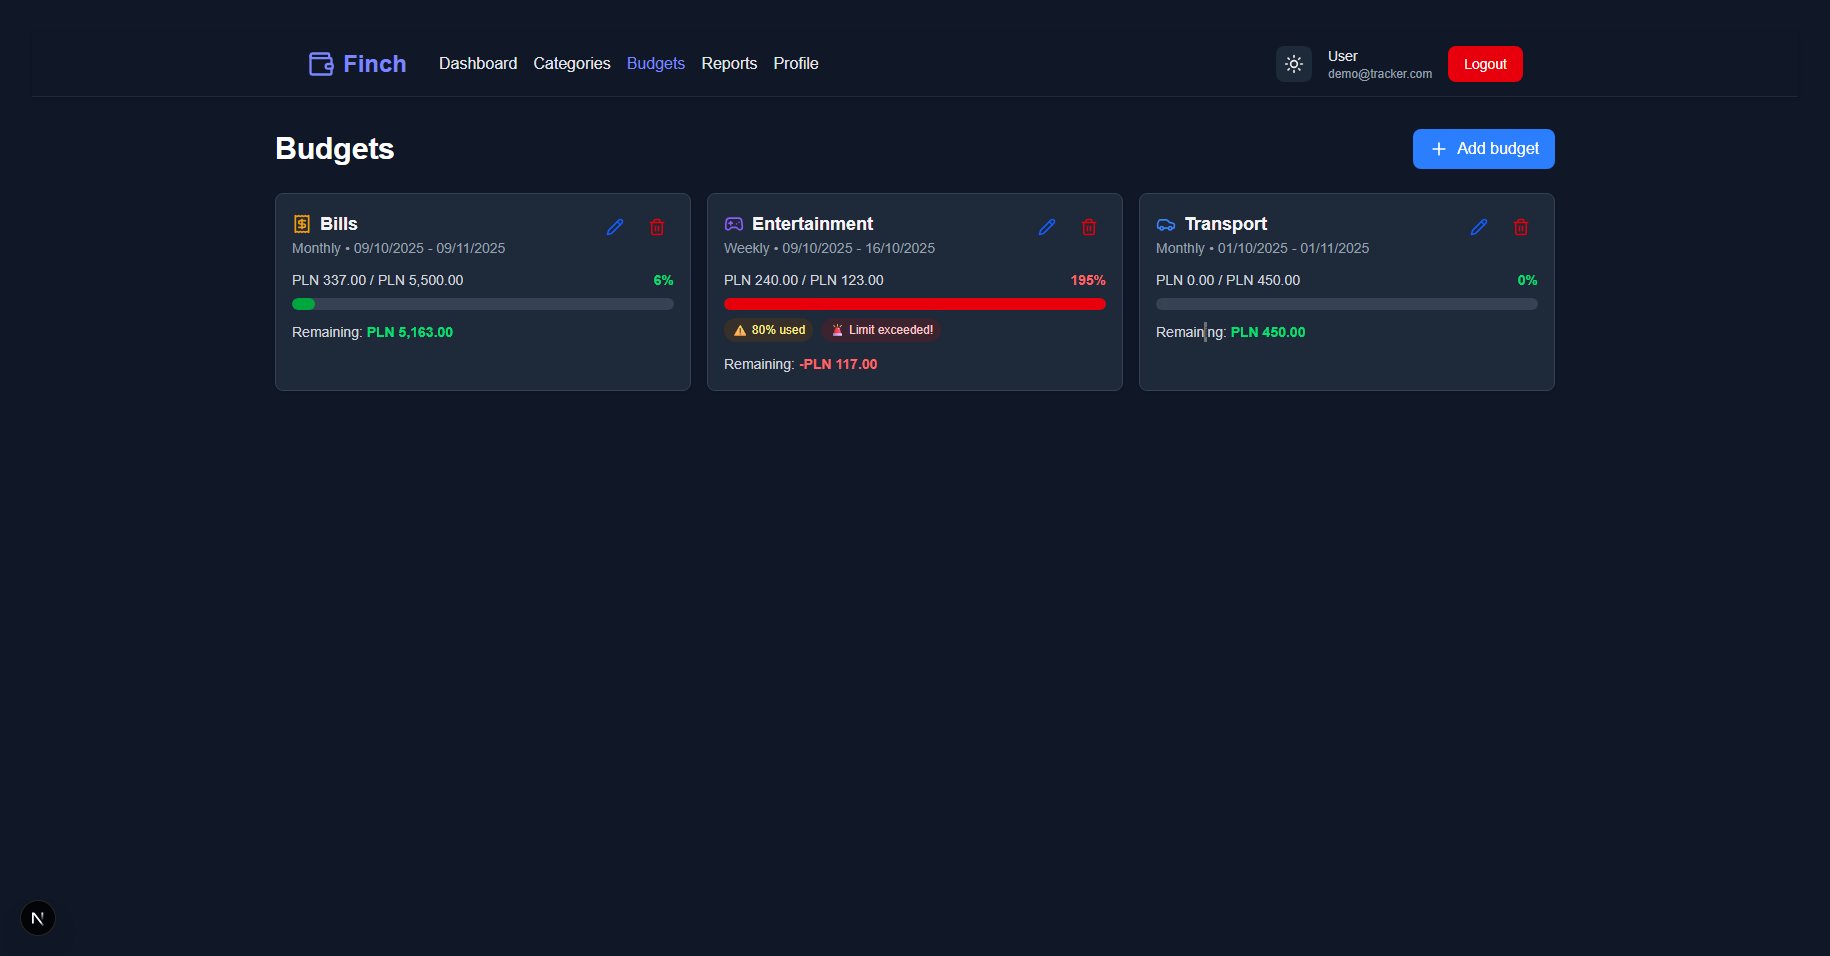 Finch
Dashboard Categories Budgets Reports Profile
User
demo@tracker.com
Logout
Budgets
+ Add budget
Bills
Monthly • 09/10/2025 - 09/11/2025
PLN 337.00 / PLN 5,500.00 6%
Remaining: PLN 5,163.00
Entertainment
Weekly • 09/10/2025 - 16/10/2025
PLN 240.00 / PLN 123.00 195%
80% used Limit exceeded!
Remaining: -PLN 117.00
Transport
Monthly • 01/10/2025 - 01/11/2025
PLN 0.00 / PLN 450.00 0%
Remaining: PLN 450.00
N